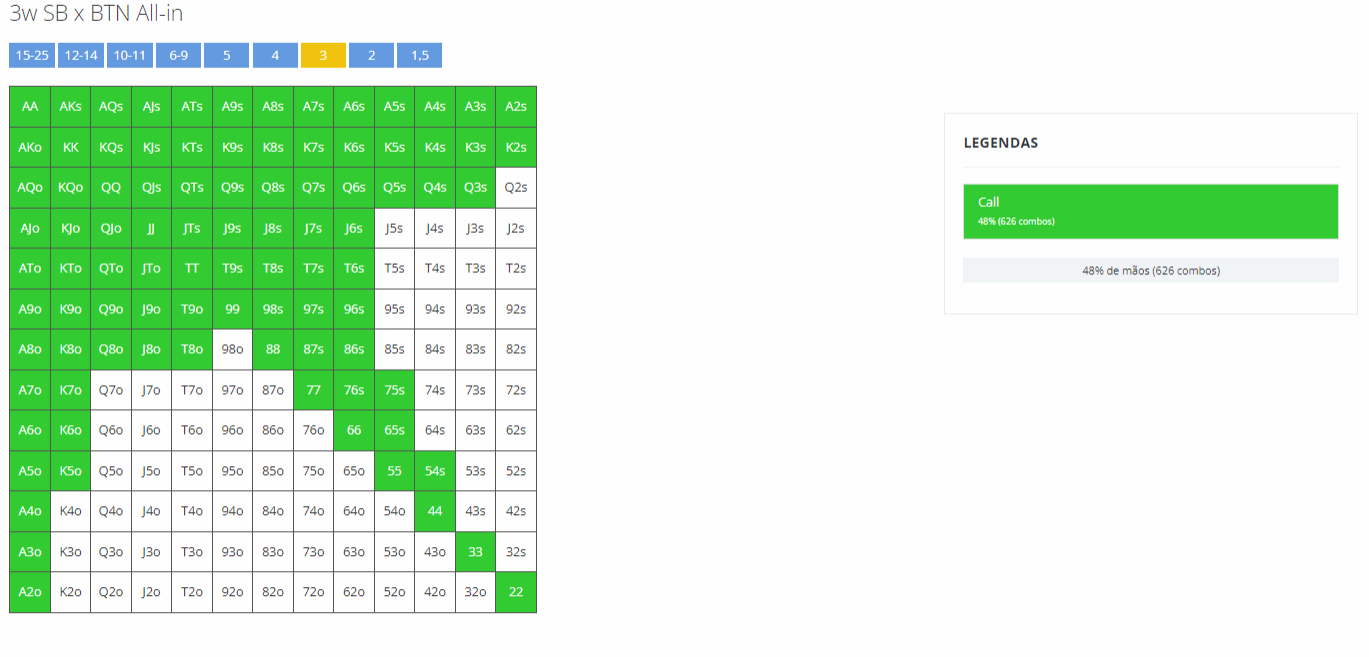 3w SB x BTN All-in
15-25 12-14 10-11 6-9 5 4 3 2 1,5
AA AKs AQs AJs ATs A9s A8s A7s A6s A5s A4s A3s A2s
AKo KK KQs KJs KTs K9s K8s K7s K6s K5s K4s K3s K2s
AQo KQo QQ QJs QTs Q9s Q8s Q7s Q6s Q5s Q4s Q3s Q2s
AJo KJo QJo JJ JTs J9s J8s J7s J6s J5s J4s J3s J2s
ATo KTo QTo JTo TT T9s T8s T7s T6s T5s T4s T3s T2s
A9o K9o Q9o J9o T9o 99 98s 97s 96s 95s 94s 93s 92s
A8o K8o Q8o J8o T8o 98o 88 87s 86s 85s 84s 83s 82s
A7o K7o Q7o J7o T7o 97o 87o 77 76s 75s 74s 73s 72s
A6o K6o Q6o J6o T6o 96o 86o 76o 66 65s 64s 63s 62s
A5o K5o Q5o J5o T5o 95o 85o 75o 65o 55 54s 53s 52s
A4o K4o Q4o J4o T4o 94o 84o 74o 64o 54o 44 43s 42s
A3o K3o Q3o J3o T3o 93o 83o 73o 63o 53o 43o 33 32s
A2o K2o Q2o J2o T2o 92o 82o 72o 62o 52o 42o 32o 22
LEGENDAS
Call
48% (626 combos)
48% de mãos (626 combos)